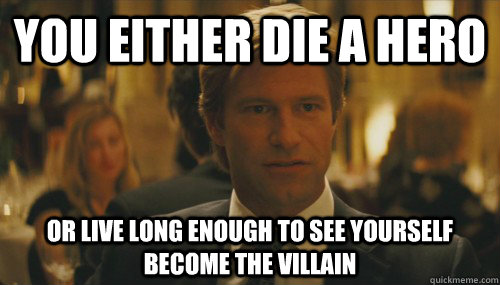 YOU EITHER DIE A HERO
OR LIVE LONG ENOUGH TO SEE YOURSELF
BECOME THE VILLAIN
quickmeme.com